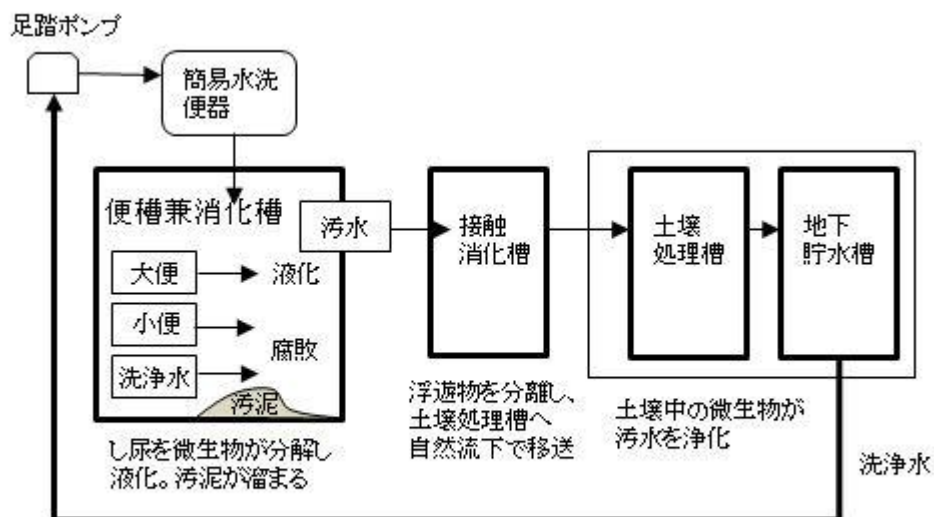 足踏ポンプ
簡易水洗
便器
便槽兼消化槽
汚水
大便
液化
小便
腐敗
洗浄水
汚泥
し尿を微生物が分解し
液化。汚泥が溜まる
接触
消化槽
浮遊物を分離し、
土壌処理槽へ
自然流下で移送
土壌
処理槽
地下
貯水槽
土壌中の微生物が
汚水を浄化
洗浄水